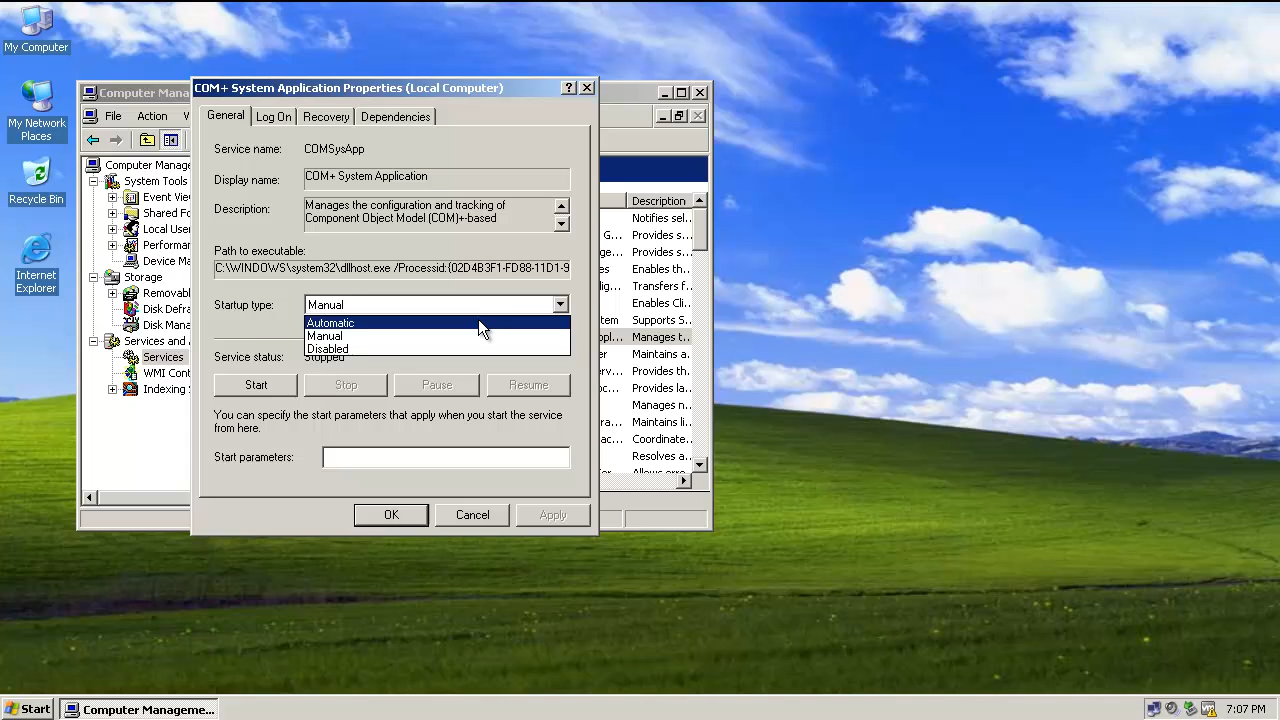 My Computer
My Network
Places
Recycle Bin
Internet
Explorer
Computer Mana
File Action
Computer Manage
System Tools
Event Vie
Shared Fo
Local User
Performa
Device Ma
Storage
Removab
Disk Defra
Disk Mana
Services and
Services
WMI Cont
Indexing
COM+ System Application Properties (Local Computer)
General
Log On
Recovery
Dependencies
Service name: COMSysApp
Display name: COM+ System Application
Description: Manages the configuration and tracking of
Component Object Model (COM)+-based
Path to executable:
C:\WINDOWS\system32\dllhost.exe /Processid:{02D4B3F1-FD88-11D1-9
Startup type: Manual
Automatic
Manual
Disabled
Service status: Stopped
Start
Stop
Pause
Resume
You can specify the start parameters that apply when you start the service
from here.
Start parameters:
OK
Cancel
Apply
Description
Notifies sel...
Provides s...
Enables th...
Transfers f...
Enables Cli...
Supports S...
Manages t...
Maintains a...
Provides th...
Provides la...
Manages n...
Maintains li...
Coordinate...
Resolves a...
Start
Computer Manageme...
7:07 PM